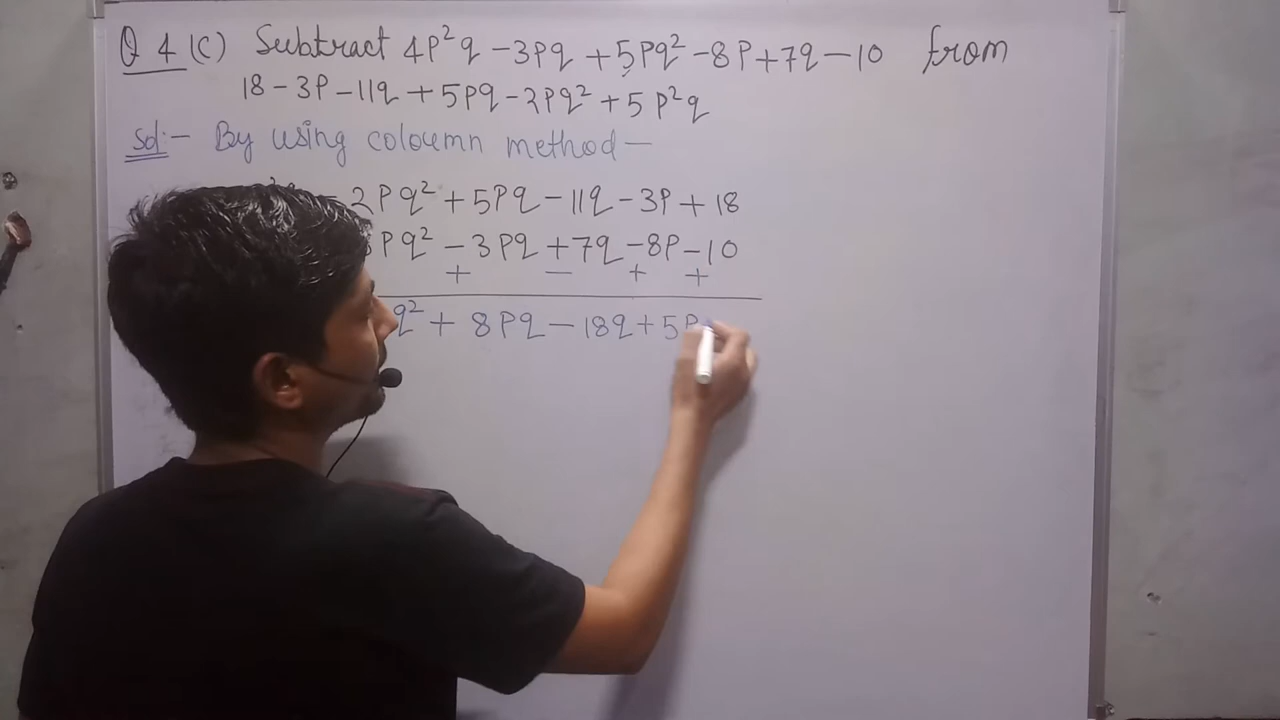 Q 4 (C) Subtract 4P²q - 3Pq + 5Pq² - 8P + 7q - 10 from
18 - 3P - 11q + 5Pq - 2Pq² + 5P²q
Sol:- By using coloumn method -
2Pq² + 5Pq - 11q - 3P + 18
Pq² - 3Pq + 7q - 8P - 10
+ - + +
q² + 8Pq - 18q + 5P